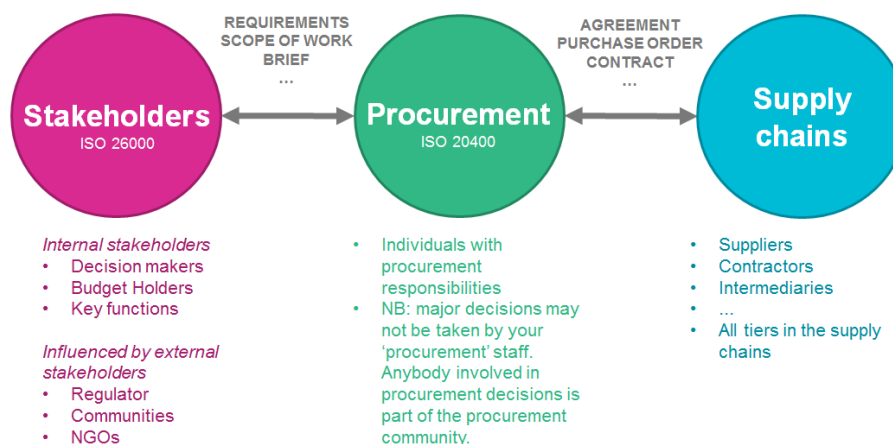 REQUIREMENTS
SCOPE OF WORK
BRIEF
...
AGREEMENT
PURCHASE ORDER
CONTRACT
...
Stakeholders
ISO 26000
Procurement
ISO 20400
Supply
chains
Internal stakeholders
• Decision makers
• Budget Holders
• Key functions
Influenced by external
stakeholders
• Regulator
• Communities
• NGOs
• Individuals with
procurement
responsibilities
• NB: major decisions may
not be taken by your
‘procurement’ staff.
Anybody involved in
procurement decisions is
part of the procurement
community.
• Suppliers
• Contractors
• Intermediaries
• ...
• All tiers in the supply
chains